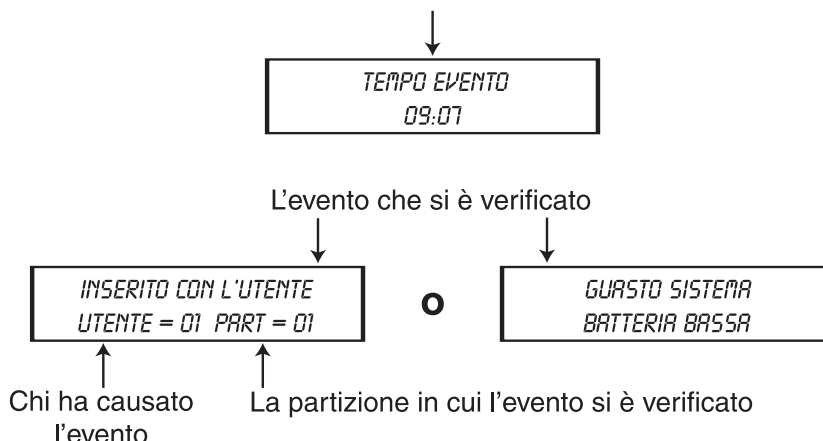 TEMPO EVENTO
09:07
L'evento che si è verificato
INSERITO CON L'UTENTE
UTENTE = 01 PART = 01
o
GUASTO SISTEMA
BATTERIA BASSA
Chi ha causato
l'evento
La partizione in cui l'evento si è verificato